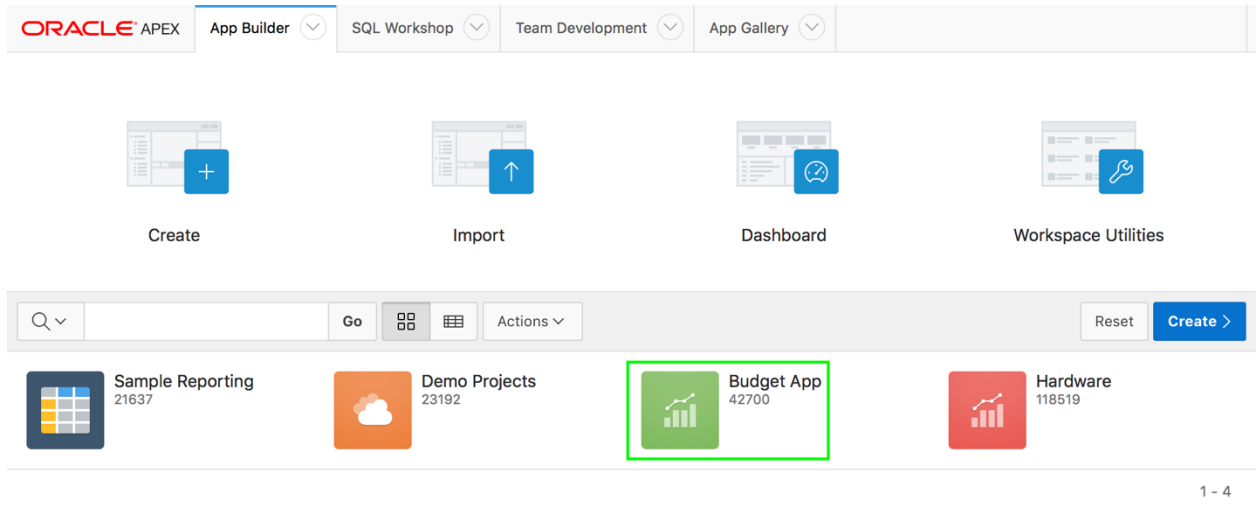 ORACLE APEX App Builder SQL Workshop Team Development App Gallery
Create Import Dashboard Workspace Utilities
Go Actions Reset Create
Sample Reporting Demo Projects Budget App Hardware
21637 23192 42700 118519
1 - 4